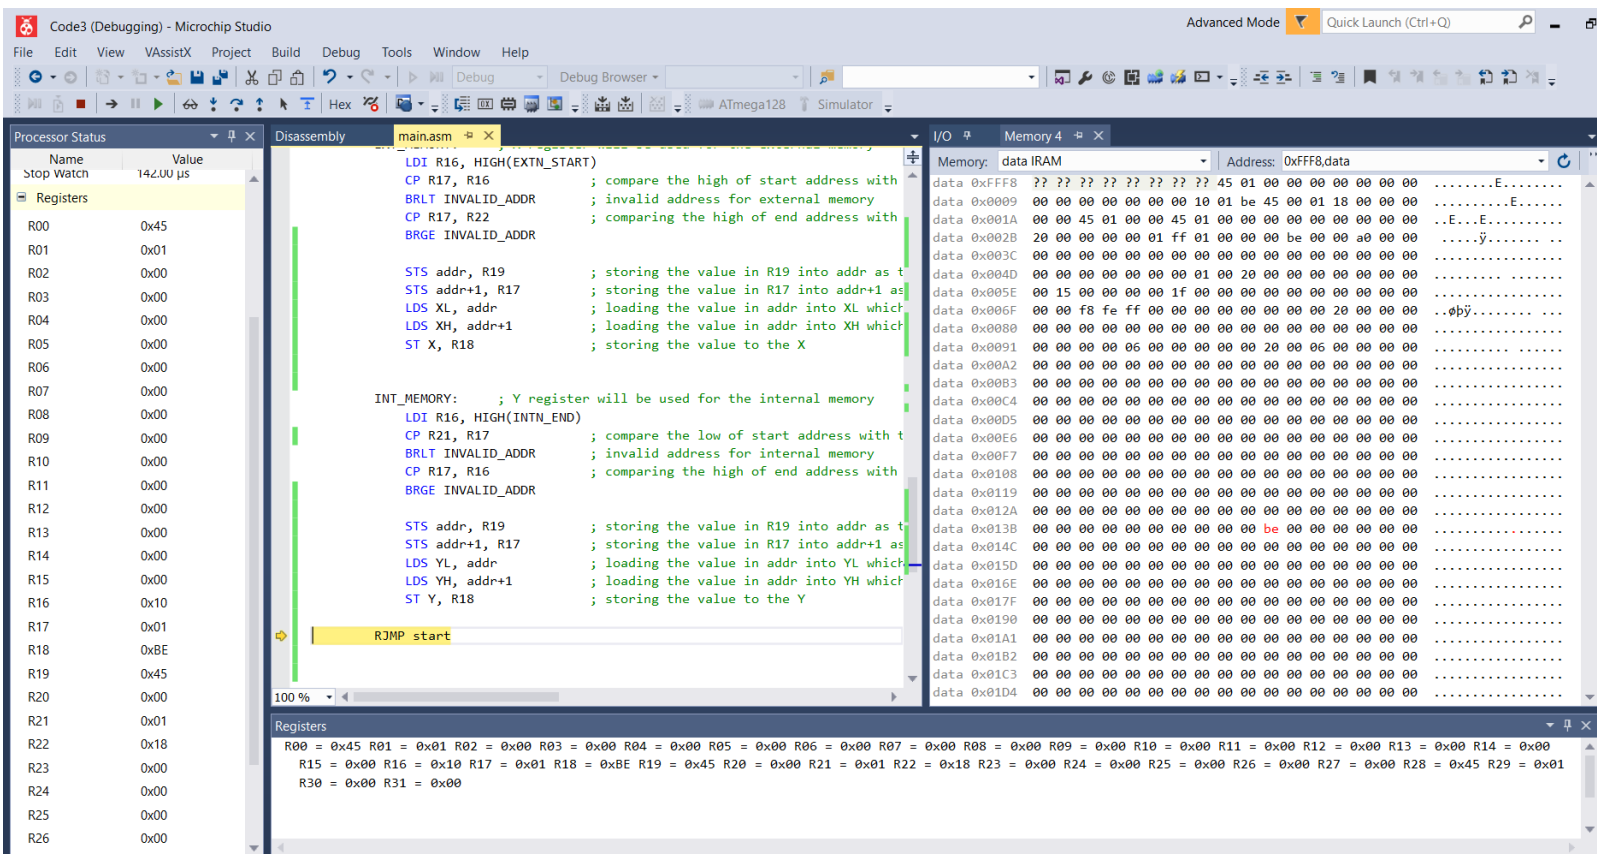 Code3 (Debugging) - Microchip Studio
Advanced Mode
Quick Launch (Ctrl+Q)
File Edit View VAssistX Project Build Debug Tools Window Help
Debug
Debug Browser
Hex
ATmega128
Simulator
Processor Status
Name Value
Stop Watch 142.00 µs
Registers
R00 0x45
R01 0x01
R02 0x00
R03 0x00
R04 0x00
R05 0x00
R06 0x00
R07 0x00
R08 0x00
R09 0x00
R10 0x00
R11 0x00
R12 0x00
R13 0x00
R14 0x00
R15 0x00
R16 0x10
R17 0x01
R18 0xBE
R19 0x45
R20 0x00
R21 0x01
R22 0x18
R23 0x00
R24 0x00
R25 0x00
R26 0x00
Disassembly main.asm
LDI R16, HIGH(EXTN_START)
CP R17, R16 ; compare the high of start address with
BRLT INVALID_ADDR ; invalid address for external memory
CP R17, R22 ; comparing the high of end address with
BRGE INVALID_ADDR
STS addr, R19 ; storing the value in R19 into addr as t
STS addr+1, R17 ; storing the value in R17 into addr+1 as
LDS XL, addr ; loading the value in addr into XL which
LDS XH, addr+1 ; loading the value in addr into XH which
ST X, R18 ; storing the value to the X
INT_MEMORY: ; Y register will be used for the internal memory
LDI R16, HIGH(INTN_END)
CP R21, R17 ; compare the low of start address with t
BRLT INVALID_ADDR ; invalid address for internal memory
CP R17, R16 ; comparing the high of end address with
BRGE INVALID_ADDR
STS addr, R19 ; storing the value in R19 into addr as t
STS addr+1, R17 ; storing the value in R17 into addr+1 as
LDS YL, addr ; loading the value in addr into YL which
LDS YH, addr+1 ; loading the value in addr into YH which
ST Y, R18 ; storing the value to the Y
RJMP start
100 %
I/O Memory 4
Memory: data IRAM Address: 0xFFF8,data
data 0xFFF8 ?? ?? ?? ?? ?? ?? ?? ?? 45 01 00 00 00 00 00 00 00 ........E........
data 0x0009 00 00 00 00 00 00 00 10 01 be 45 00 01 18 00 00 00 ..........E......
data 0x001A 00 00 45 01 00 00 45 01 00 00 00 00 00 00 00 00 00 ..E...E..........
data 0x002B 20 00 00 00 00 01 ff 01 00 00 00 be 00 00 a0 00 00 .....ÿ....... ..
data 0x003C 00 00 00 00 00 00 00 00 00 00 00 00 00 00 00 00 00 .................
data 0x004D 00 00 00 00 00 00 00 01 00 20 00 00 00 00 00 00 00 ......... .......
data 0x005E 00 15 00 00 00 00 1f 00 00 00 00 00 00 00 00 00 00 .................
data 0x006F 00 00 f8 fe ff 00 00 00 00 00 00 00 00 20 00 00 00 ..øþÿ........ ...
data 0x0080 00 00 00 00 00 00 00 00 00 00 00 00 00 00 00 00 00 .................
data 0x0091 00 00 00 00 06 00 00 00 00 00 20 00 06 00 00 00 00 .......... ......
data 0x00A2 00 00 00 00 00 00 00 00 00 00 00 00 00 00 00 00 00 .................
data 0x00B3 00 00 00 00 00 00 00 00 00 00 00 00 00 00 00 00 00 .................
data 0x00C4 00 00 00 00 00 00 00 00 00 00 00 00 00 00 00 00 00 .................
data 0x00D5 00 00 00 00 00 00 00 00 00 00 00 00 00 00 00 00 00 .................
data 0x00E6 00 00 00 00 00 00 00 00 00 00 00 00 00 00 00 00 00 .................
data 0x00F7 00 00 00 00 00 00 00 00 00 00 00 00 00 00 00 00 00 .................
data 0x0108 00 00 00 00 00 00 00 00 00 00 00 00 00 00 00 00 00 .................
data 0x0119 00 00 00 00 00 00 00 00 00 00 00 00 00 00 00 00 00 .................
data 0x012A 00 00 00 00 00 00 00 00 00 00 00 00 00 00 00 00 00 .................
data 0x013B 00 00 00 00 00 00 00 00 00 00 be 00 00 00 00 00 00 .................
data 0x014C 00 00 00 00 00 00 00 00 00 00 00 00 00 00 00 00 00 .................
data 0x015D 00 00 00 00 00 00 00 00 00 00 00 00 00 00 00 00 00 .................
data 0x016E 00 00 00 00 00 00 00 00 00 00 00 00 00 00 00 00 00 .................
data 0x017F 00 00 00 00 00 00 00 00 00 00 00 00 00 00 00 00 00 .................
data 0x0190 00 00 00 00 00 00 00 00 00 00 00 00 00 00 00 00 00 .................
data 0x01A1 00 00 00 00 00 00 00 00 00 00 00 00 00 00 00 00 00 .................
data 0x01B2 00 00 00 00 00 00 00 00 00 00 00 00 00 00 00 00 00 .................
data 0x01C3 00 00 00 00 00 00 00 00 00 00 00 00 00 00 00 00 00 .................
data 0x01D4 00 00 00 00 00 00 00 00 00 00 00 00 00 00 00 00 00 .................
Registers
R00 = 0x45 R01 = 0x01 R02 = 0x00 R03 = 0x00 R04 = 0x00 R05 = 0x00 R06 = 0x00 R07 = 0x00 R08 = 0x00 R09 = 0x00 R10 = 0x00 R11 = 0x00 R12 = 0x00 R13 = 0x00 R14 = 0x00
R15 = 0x00 R16 = 0x10 R17 = 0x01 R18 = 0xBE R19 = 0x45 R20 = 0x00 R21 = 0x01 R22 = 0x18 R23 = 0x00 R24 = 0x00 R25 = 0x00 R26 = 0x00 R27 = 0x00 R28 = 0x45 R29 = 0x01
R30 = 0x00 R31 = 0x00